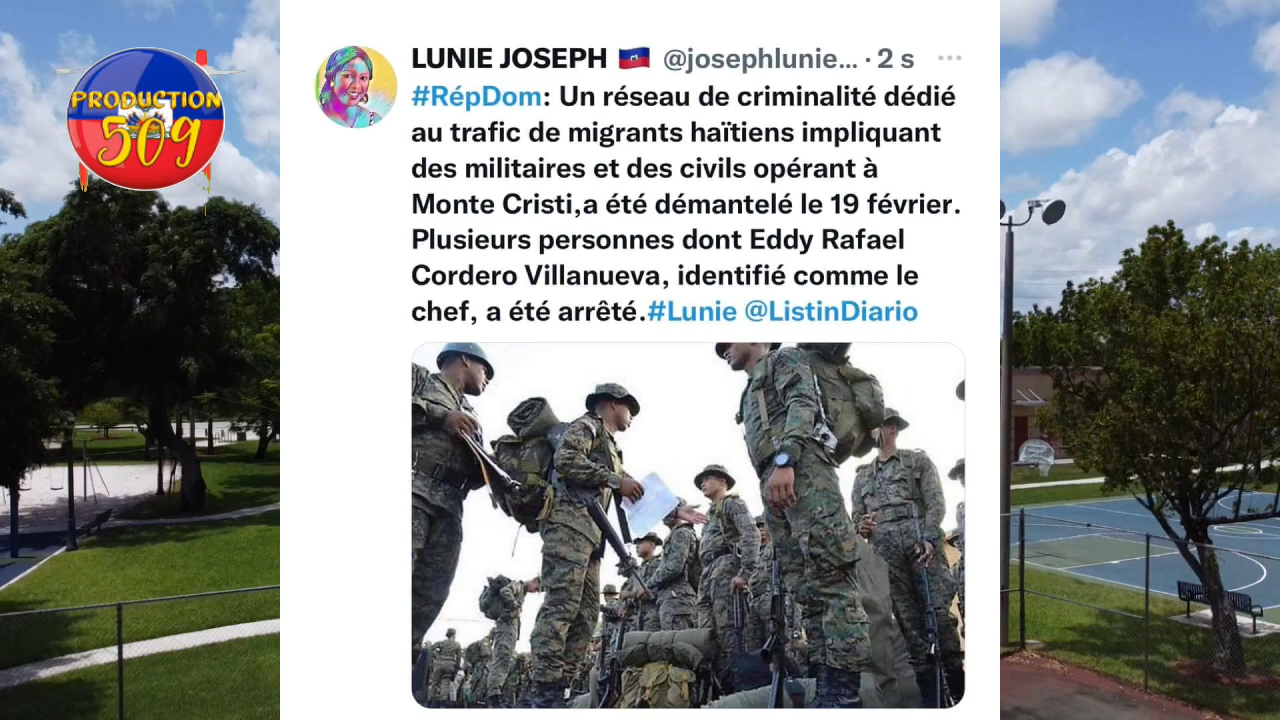 PRODUCTION
509
LUNIE JOSEPH @josephlunie... · 2 s ...
#RépDom: Un réseau de criminalité dédié
au trafic de migrants haïtiens impliquant
des militaires et des civils opérant à
Monte Cristi,a été démantelé le 19 février.
Plusieurs personnes dont Eddy Rafael
Cordero Villanueva, identifié comme le
chef, a été arrêté.#Lunie @ListinDiario